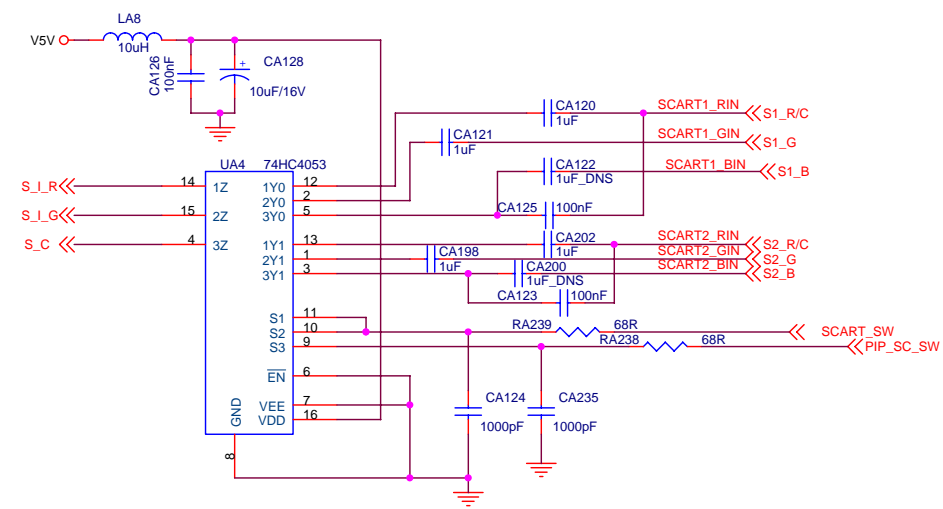 LA8
V5V
10uH
CA126
100nF
CA128
+
10uF/16V
CA120
1uF
SCART1_RIN
S1_R/C
CA121
1uF
SCART1_GIN
S1_G
UA4
74HC4053
CA122
1uF_DNS
SCART1_BIN
S1_B
S_I_R
14
1Z
1Y0
12
2Y0
2
S_I_G
15
2Z
3Y0
5
CA125
100nF
S_C
4
3Z
1Y1
13
CA202
1uF
SCART2_RIN
S2_R/C
2Y1
1
CA198
1uF
SCART2_GIN
S2_G
3Y1
3
CA200
1uF_DNS
SCART2_BIN
S2_B
CA123
100nF
S1
11
S2
10
RA239
68R
SCART_SW
S3
9
RA238
68R
PIP_SC_SW
EN
6
VEE
7
VDD
16
GND
8
CA124
1000pF
CA235
1000pF